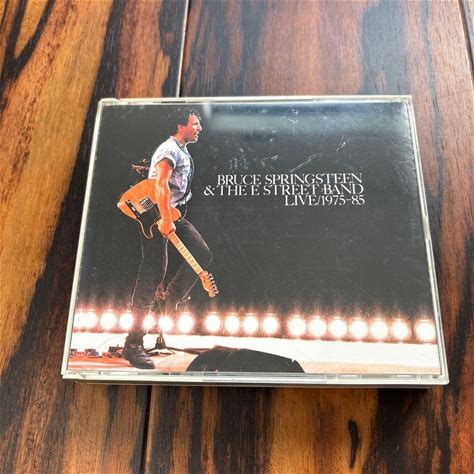 BRUCE SPRINGSTEEN
& THE E STREET BAND
LIVE/1975-85